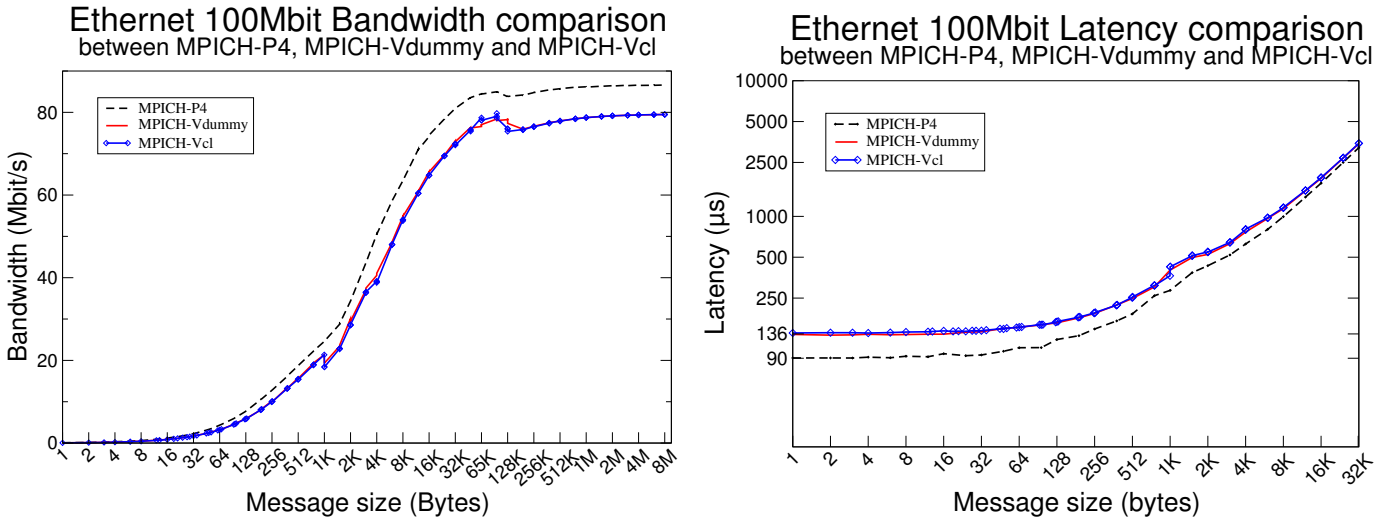 Ethernet 100Mbit Bandwidth comparison
between MPICH-P4, MPICH-Vdummy and MPICH-Vcl
MPICH-P4
MPICH-Vdummy
MPICH-Vcl
Bandwidth (Mbit/s)
80
60
40
20
0
1 2 4 8 16 32 64 128 256 512 1K 2K 4K 8K 16K 32K 65K 128K 256K 512K 1M 2M 4M 8M
Message size (Bytes)
Ethernet 100Mbit Latency comparison
between MPICH-P4, MPICH-Vdummy and MPICH-Vcl
MPICH-P4
MPICH-Vdummy
MPICH-Vcl
Latency (µs)
10000
5000
2500
1000
500
250
136
90
1 2 4 8 16 32 64 128 256 512 1K 2K 4K 8K 16K 32K
Message size (bytes)